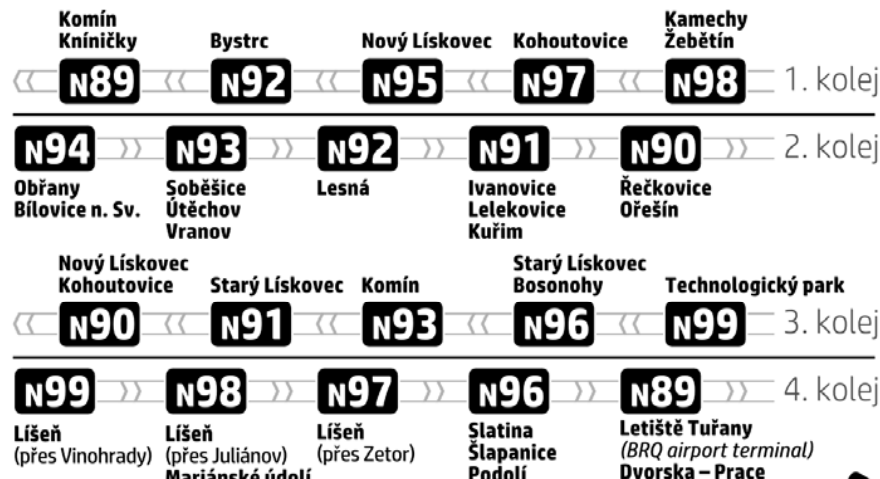 Komín
Kníničky
Bystrc
Nový Lískovec
Kohoutovice
Kamechy
Žebětín
N89 N92 N95 N97 N98 1. kolej
N94 N93 N92 N91 N90 2. kolej
Obřany
Bílovice n. Sv.
Soběšice
Útěchov
Vranov
Lesná
Ivanovice
Lelekovice
Kuřim
Řečkovice
Ořešín
Nový Lískovec
Kohoutovice
Starý Lískovec
Komín
Starý Lískovec
Bosonohy
Technologický park
N90 N91 N93 N96 N99 3. kolej
N99 N98 N97 N96 N89 4. kolej
Líšeň
(přes Vinohrady)
Líšeň
(přes Juliánov)
Mariánské údolí
Líšeň
(přes Zetor)
Slatina
Šlapanice
Podolí
Letiště Tuřany
(BRQ airport terminal)
Dvorska – Prace